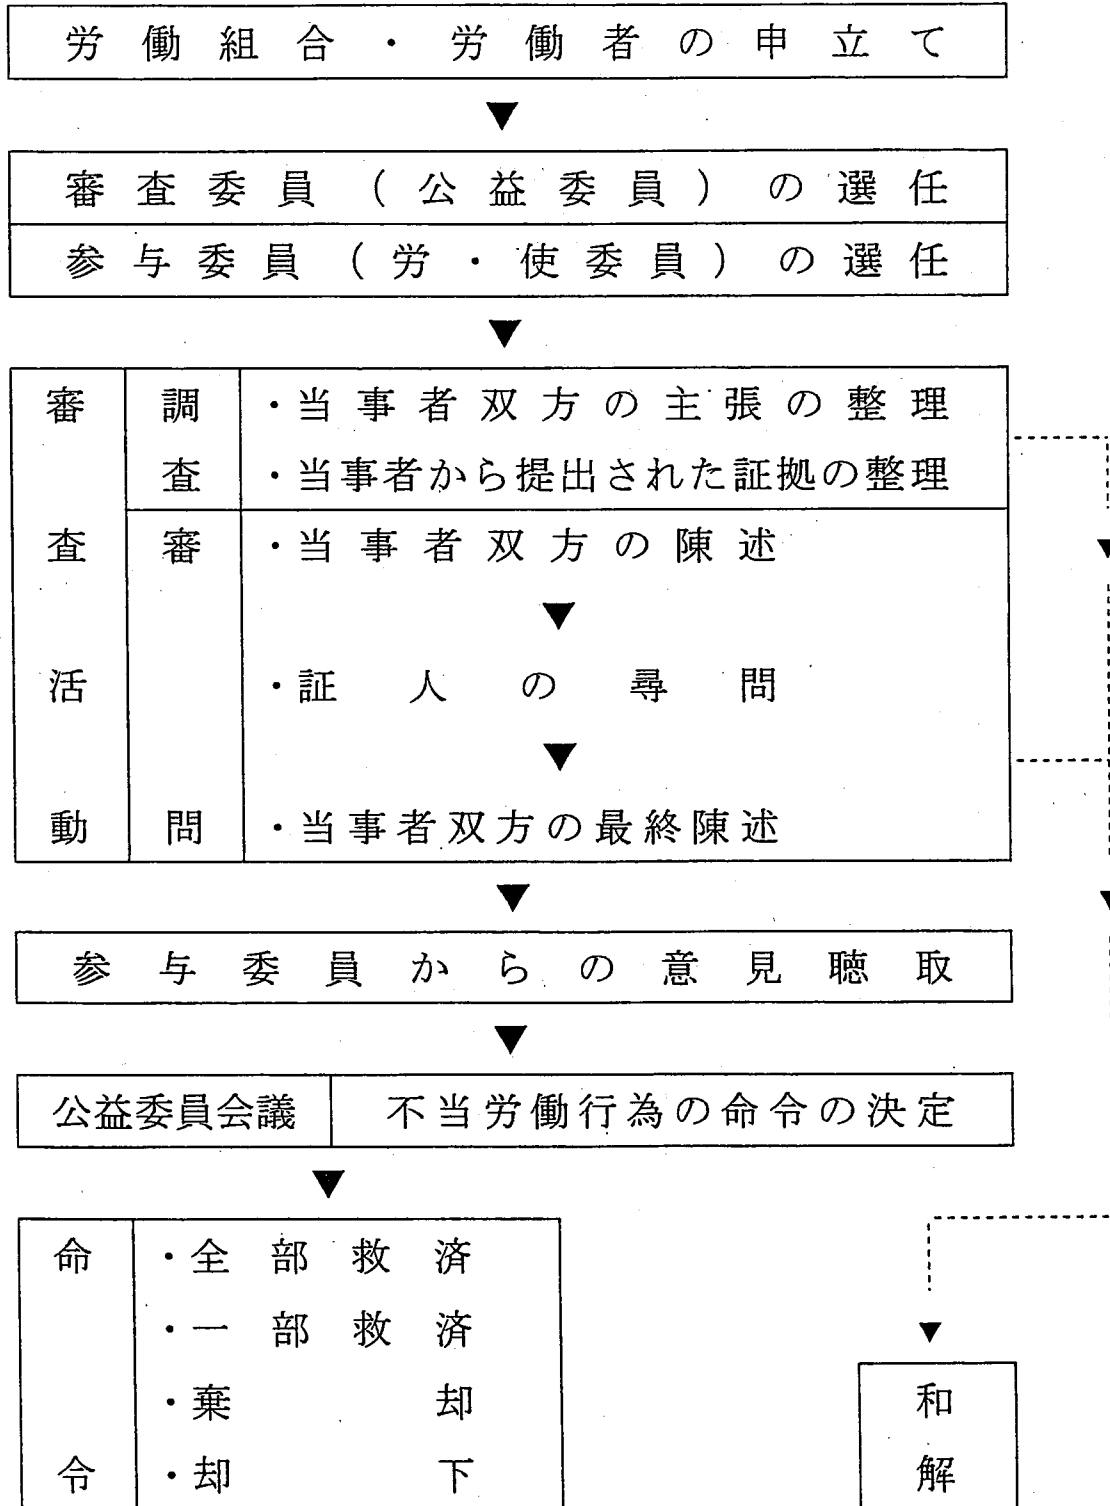 労働組合・労働者の申立て
▼
審査委員(公益委員)の選任
参与委員(労・使委員)の選任
▼
審査活動
調査
・当事者双方の主張の整理
・当事者から提出された証拠の整理
審問
・当事者双方の陳述
▼
・証人の尋問
▼
・当事者双方の最終陳述
▼
参与委員からの意見聴取
▼
公益委員会議 不当労働行為の命令の決定
▼
命令
・全部救済
・一部救済
・棄却
・却下
▼
和解